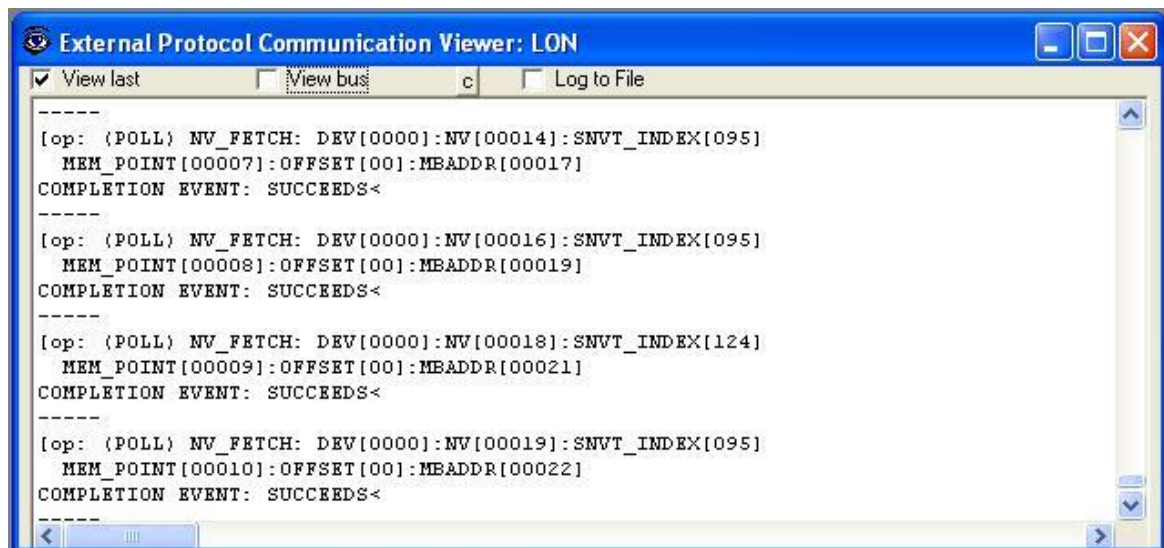 External Protocol Communication Viewer: LON
View last View bus c Log to File
-----
[op: (POLL) NV_FETCH: DEV[0000]:NV[00014]:SNVT_INDEX[095]
MEM_POINT[00007]:OFFSET[00]:MBADDR[00017]
COMPLETION EVENT: SUCCEEDS<
-----
[op: (POLL) NV_FETCH: DEV[0000]:NV[00016]:SNVT_INDEX[095]
MEM_POINT[00008]:OFFSET[00]:MBADDR[00019]
COMPLETION EVENT: SUCCEEDS<
-----
[op: (POLL) NV_FETCH: DEV[0000]:NV[00018]:SNVT_INDEX[124]
MEM_POINT[00009]:OFFSET[00]:MBADDR[00021]
COMPLETION EVENT: SUCCEEDS<
-----
[op: (POLL) NV_FETCH: DEV[0000]:NV[00019]:SNVT_INDEX[095]
MEM_POINT[00010]:OFFSET[00]:MBADDR[00022]
COMPLETION EVENT: SUCCEEDS<
-----